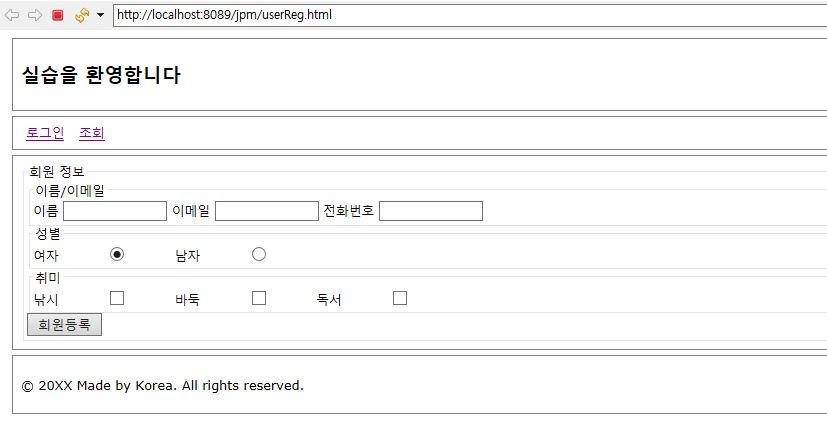 http://localhost:8089/jpm/userReg.html
실습을 환영합니다
로그인 조회
회원 정보
이름/이메일
이름 이메일 전화번호
성별
여자 남자
취미
낚시 바둑 독서
회원등록
© 20XX Made by Korea. All rights reserved.